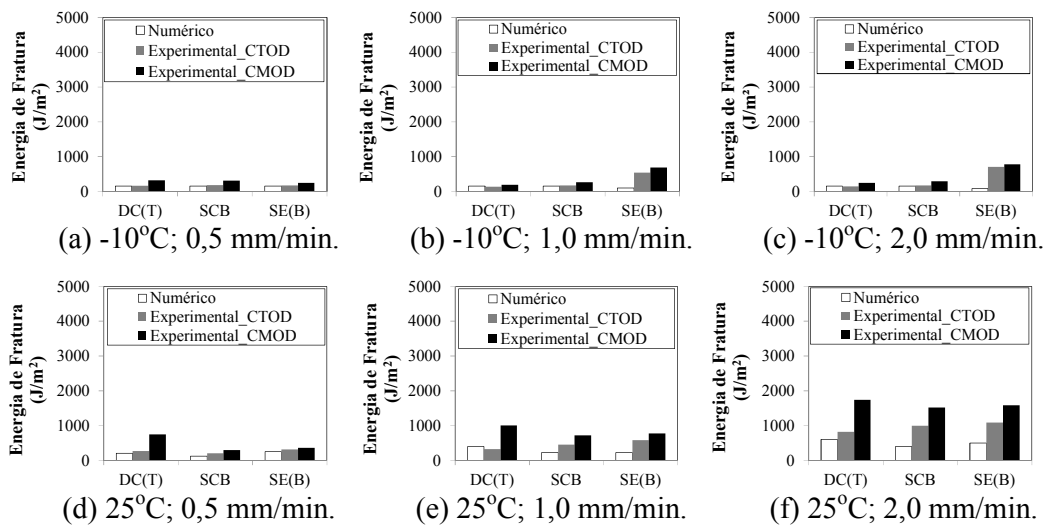 5000
4000
3000
2000
1000
0
Energia de Fratura
(J/m²)
Numérico
Experimental_CTOD
Experimental_CMOD
DC(T) SCB SE(B)
(a) -10°C; 0,5 mm/min.
5000
4000
3000
2000
1000
0
Energia de Fratura
(J/m²)
Numérico
Experimental_CTOD
Experimental_CMOD
DC(T) SCB SE(B)
(b) -10°C; 1,0 mm/min.
5000
4000
3000
2000
1000
0
Energia de Fratura
(J/m²)
Numérico
Experimental_CTOD
Experimental_CMOD
DC(T) SCB SE(B)
(c) -10°C; 2,0 mm/min.
5000
4000
3000
2000
1000
0
Energia de Fratura
(J/m²)
Numérico
Experimental_CTOD
Experimental_CMOD
DC(T) SCB SE(B)
(d) 25°C; 0,5 mm/min.
5000
4000
3000
2000
1000
0
Energia de Fratura
(J/m²)
Numérico
Experimental_CTOD
Experimental_CMOD
DC(T) SCB SE(B)
(e) 25°C; 1,0 mm/min.
5000
4000
3000
2000
1000
0
Energia de Fratura
(J/m²)
Numérico
Experimental_CTOD
Experimental_CMOD
DC(T) SCB SE(B)
(f) 25°C; 2,0 mm/min.